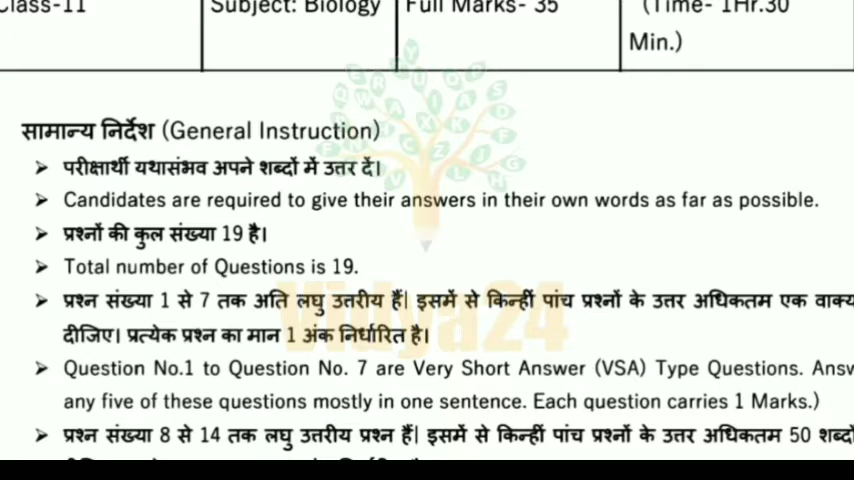 Class-11 Subject: Biology Full Marks- 35 (Time- 1Hr.30
Min.)
सामान्य निर्देश (General Instruction)
➢ परीक्षार्थी यथासंभव अपने शब्दों में उत्तर दें।
➢ Candidates are required to give their answers in their own words as far as possible.
➢ प्रश्नों की कुल संख्या 19 है।
➢ Total number of Questions is 19.
➢ प्रश्न संख्या 1 से 7 तक अति लघु उत्तरीय हैं| इसमें से किन्हीं पांच प्रश्नों के उत्तर अधिकतम एक वाक्य
दीजिए। प्रत्येक प्रश्न का मान 1 अंक निर्धारित है।
➢ Question No.1 to Question No. 7 are Very Short Answer (VSA) Type Questions. Answ
any five of these questions mostly in one sentence. Each question carries 1 Marks.)
➢ प्रश्न संख्या 8 से 14 तक लघु उत्तरीय प्रश्न हैं| इसमें से किन्हीं पांच प्रश्नों के उत्तर अधिकतम 50 शब्दों
Vidya24